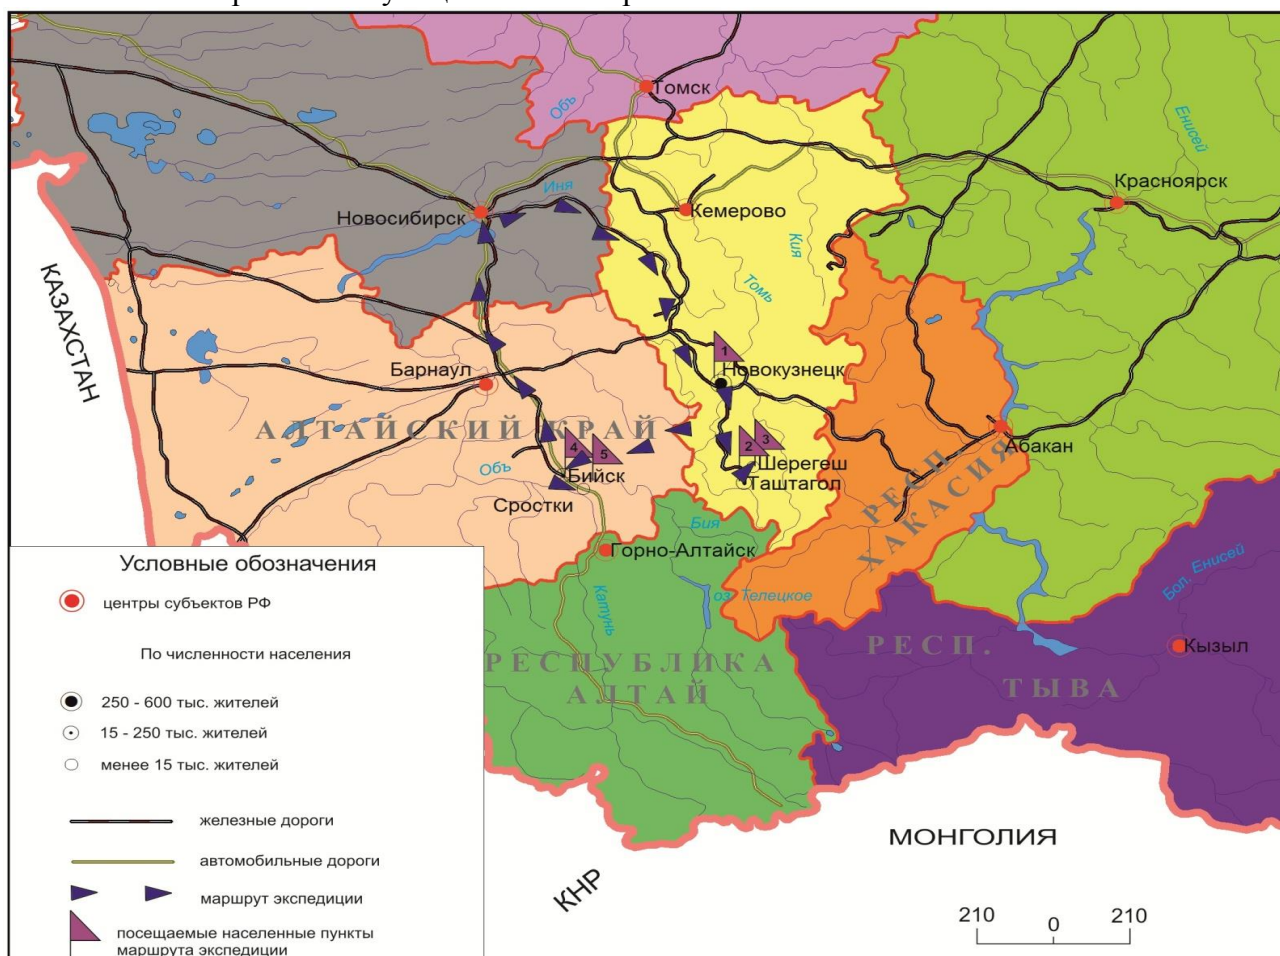 Обь
Томск
Енисей
Иня
Красноярск
Новосибирск
Кемерово
Кия
КАЗАХСТАН
Томь
1
Барнаул
Новокузнецк
АЛТАЙСКИЙ КРАЙ
4
5
2
3
Абакан
Обь
Бийск
Шерегеш
Таштагол
Сростки
РЕСП.
ХАКАСИЯ
Бия
Горно-Алтайск
Бол. Енисей
Катунь
оз. Телецкое
РЕСП.
ТЫВА
Кызыл
РЕСПУБЛИКА
АЛТАЙ
МОНГОЛИЯ
КНР
210 0 210
Условные обозначения
центры субъектов РФ
По численности населения
250 - 600 тыс. жителей
15 - 250 тыс. жителей
менее 15 тыс. жителей
железные дороги
автомобильные дороги
маршрут экспедиции
посещаемые населенные пункты
маршрута экспедиции